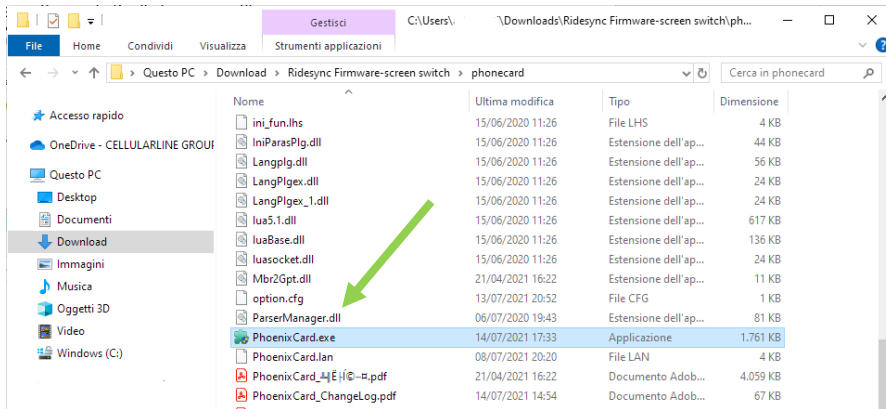 Gestisci
C:\Users\ \Downloads\Ridesync Firmware-screen switch\ph...
File Home Condividi Visualizza Strumenti applicazioni
Questo PC > Download > Ridesync Firmware-screen switch > phonecard
Cerca in phonecard
Accesso rapido
OneDrive - CELLULARLINE GROUP
Questo PC
Desktop
Documenti
Download
Immagini
Musica
Oggetti 3D
Video
Windows (C:)
Nome Ultima modifica Tipo Dimensione
ini_fun.lhs 15/06/2020 11:26 File LHS 4 KB
IniParasPlg.dll 15/06/2020 11:26 Estensione dell'ap... 44 KB
Langplg.dll 15/06/2020 11:26 Estensione dell'ap... 56 KB
LangPlgex.dll 15/06/2020 11:26 Estensione dell'ap... 24 KB
LangPlgex_1.dll 15/06/2020 11:26 Estensione dell'ap... 24 KB
lua5.1.dll 15/06/2020 11:26 Estensione dell'ap... 617 KB
luaBase.dll 15/06/2020 11:26 Estensione dell'ap... 136 KB
luasocket.dll 15/06/2020 11:26 Estensione dell'ap... 24 KB
Mbr2Gpt.dll 21/04/2021 16:22 Estensione dell'ap... 11 KB
option.cfg 13/07/2021 20:52 File CFG 1 KB
ParserManager.dll 06/07/2020 19:43 Estensione dell'ap... 81 KB
PhoenixCard.exe 14/07/2021 17:33 Applicazione 1.761 KB
PhoenixCard.lan 08/07/2021 20:20 File LAN 4 KB
21/04/2021 16:22 Documento Adob... 4.059 KB
PhoenixCard_ChangeLog.pdf 14/07/2021 14:54 Documento Adob... 67 KB